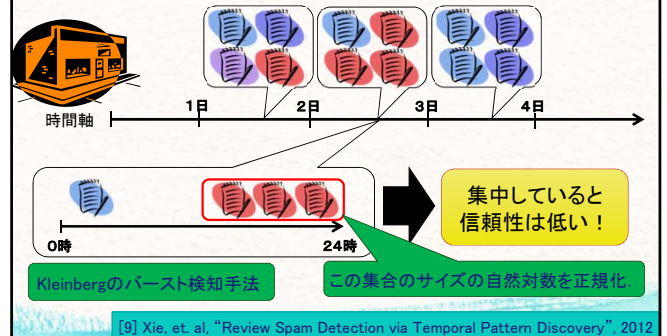 1日 2日 3日 4日
時間軸
集中していると
信頼性は低い！
0時 24時
Kleinbergのバースト検知手法
この集合のサイズの自然対数を正規化.
[9] Xie, et. al, “Review Spam Detection via Temporal Pattern Discovery”, 2012